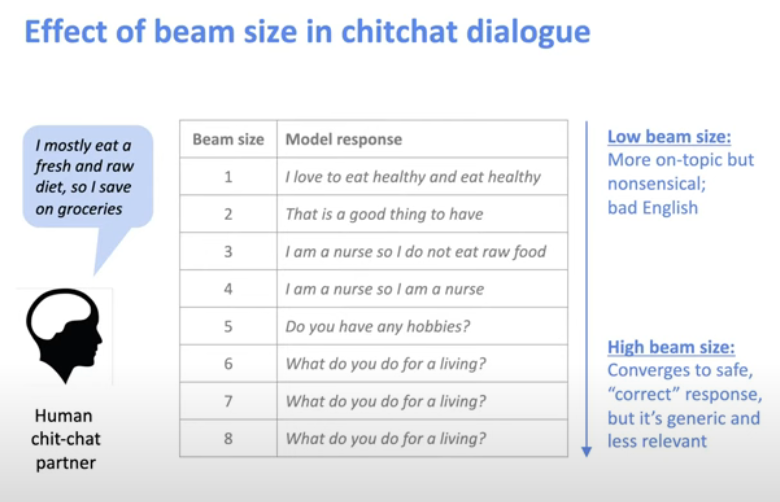 Effect of beam size in chitchat dialogue
I mostly eat a
fresh and raw
diet, so I save
on groceries
Human
chit-chat
partner
Beam size Model response
1 I love to eat healthy and eat healthy
2 That is a good thing to have
3 I am a nurse so I do not eat raw food
4 I am a nurse so I am a nurse
5 Do you have any hobbies?
6 What do you do for a living?
7 What do you do for a living?
8 What do you do for a living?
Low beam size:
More on-topic but
nonsensical;
bad English
High beam size:
Converges to safe,
“correct” response,
but it’s generic and
less relevant